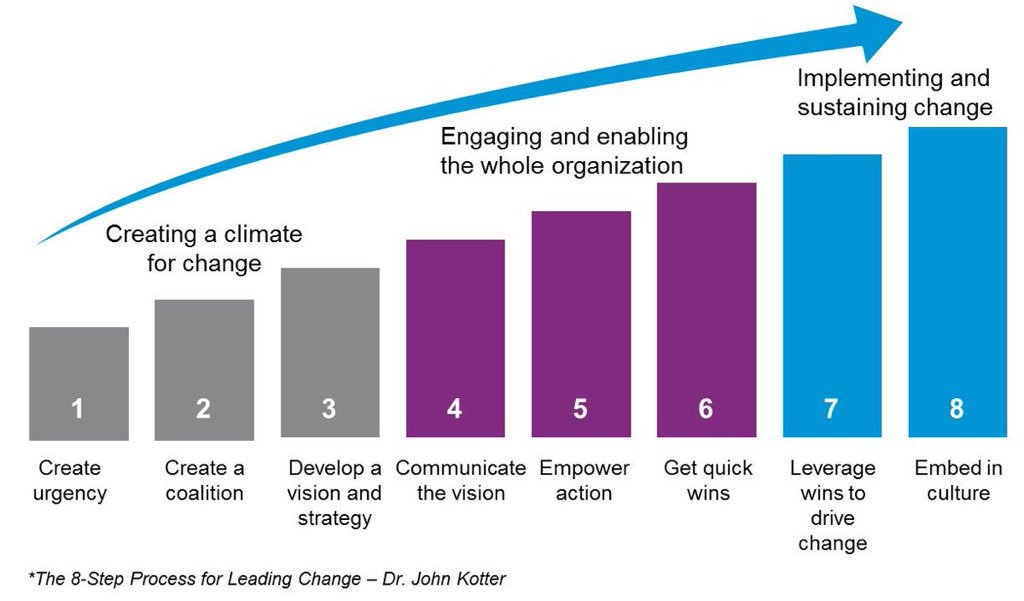 Implementing and
sustaining change
Engaging and enabling
the whole organization
Creating a climate
for change
1
2
3
4
5
6
7
8
Create
urgency
Create a
coalition
Develop a
vision and
strategy
Communicate
the vision
Empower
action
Get quick
wins
Leverage
wins to
drive
change
Embed in
culture
*The 8-Step Process for Leading Change – Dr. John Kotter